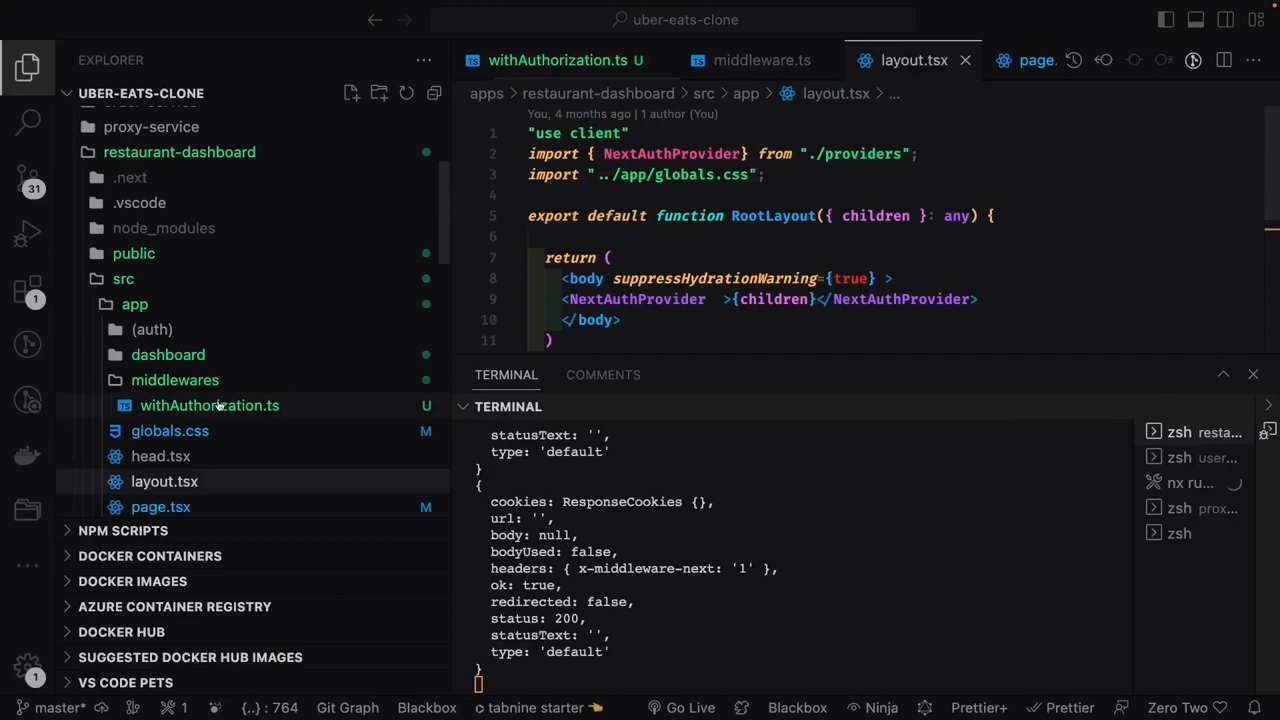 uber-eats-clone
EXPLORER
UBER-EATS-CLONE
proxy-service
restaurant-dashboard
.next
.vscode
node_modules
public
src
app
(auth)
dashboard
middlewares
TS withAuthorization.ts U
globals.css M
head.tsx
layout.tsx
page.tsx M
NPM SCRIPTS
DOCKER CONTAINERS
DOCKER IMAGES
AZURE CONTAINER REGISTRY
DOCKER HUB
SUGGESTED DOCKER HUB IMAGES
VS CODE PETS
31
1
1
TS withAuthorization.ts U
TS middleware.ts
layout.tsx
page.
apps > restaurant-dashboard > src > app > layout.tsx > ...
You, 4 months ago | 1 author (You)
1 "use client"
2 import { NextAuthProvider} from "./providers";
3 import "../app/globals.css";
4
5 export default function RootLayout({ children }: any) {
6
7 return (
8 <body suppressHydrationWarning={true} >
9 <NextAuthProvider >{children}</NextAuthProvider>
10 </body>
11 )
TERMINAL COMMENTS
TERMINAL
statusText: '',
type: 'default'
}
{
cookies: ResponseCookies {},
url: '',
body: null,
bodyUsed: false,
headers: { x-middleware-next: '1' },
ok: true,
redirected: false,
status: 200,
statusText: '',
type: 'default'
}
zsh resta...
zsh user...
nx ru...
zsh prox...
zsh
master* 1 {..} : 764 Git Graph Blackbox tabnine starter Go Live Blackbox Ninja Prettier+ Prettier Zero Two